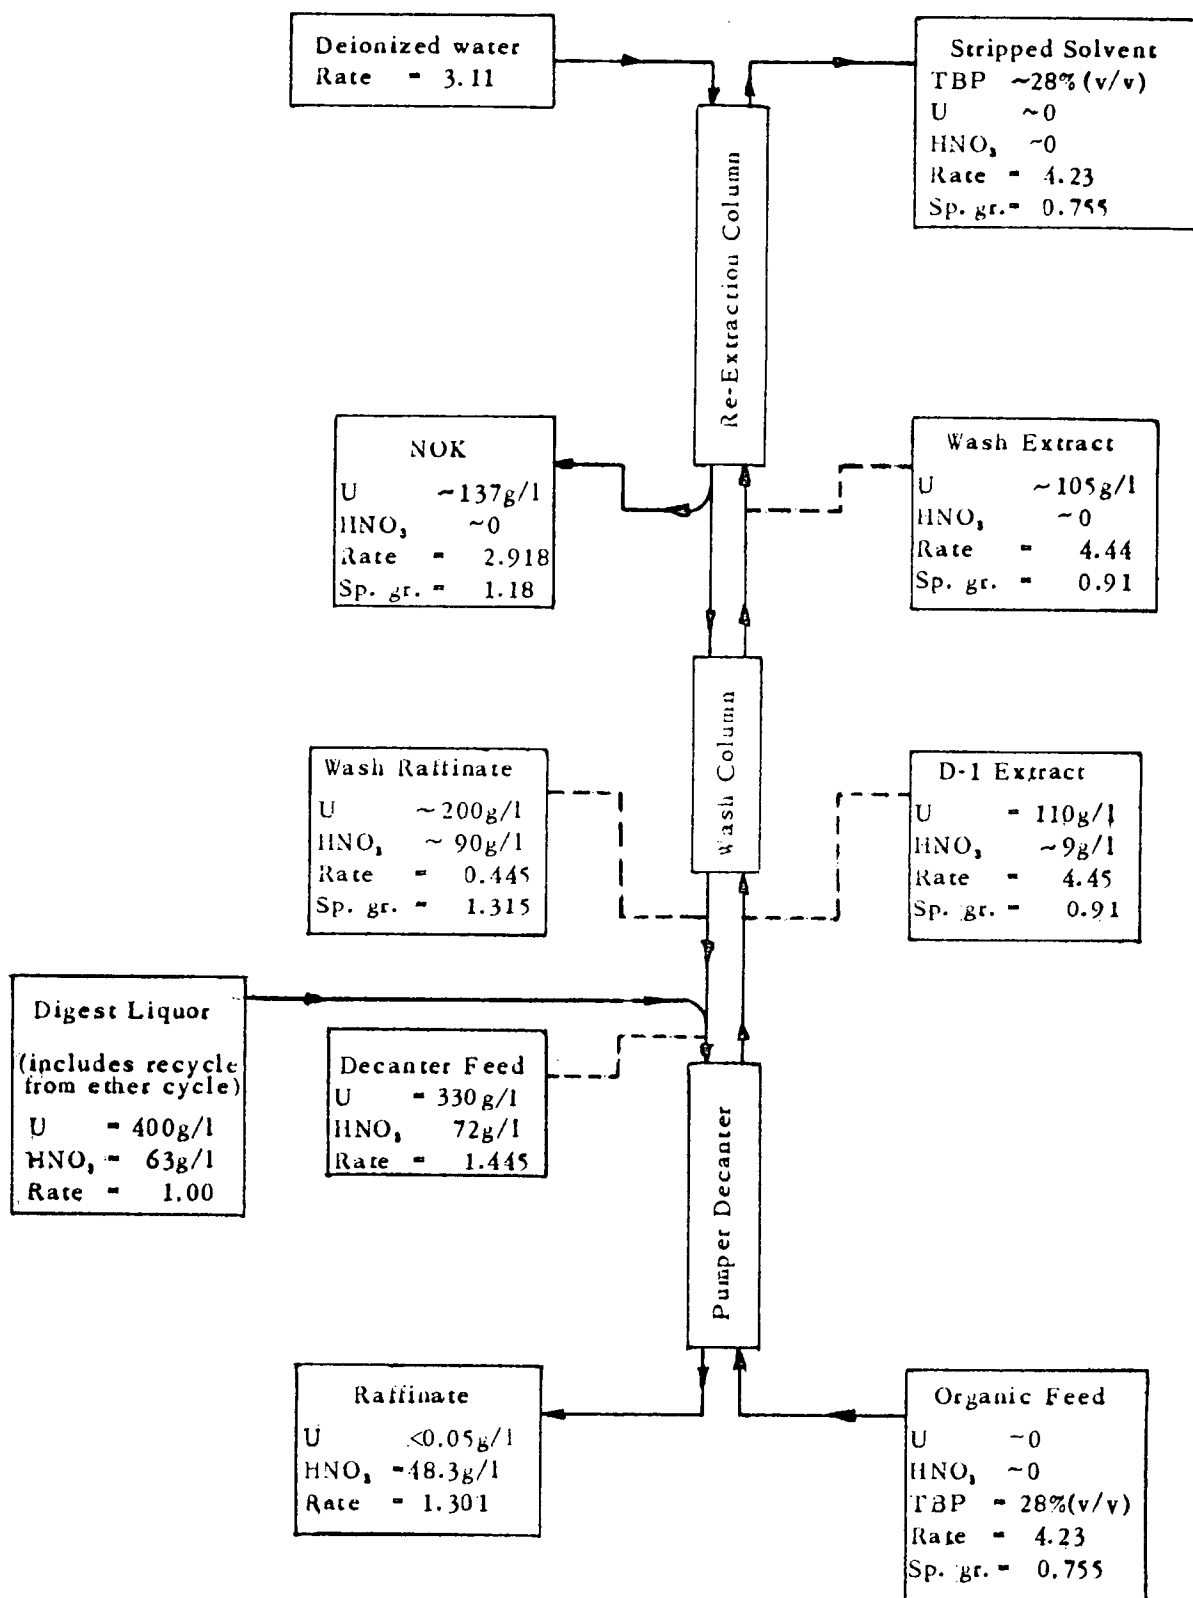 Deionized water
Rate = 3.11
Stripped Solvent
TBP ~28% (v/v)
U ~0
HNO₃ ~0
Rate = 4.23
Sp. gr. = 0.755
Re-Extraction Column
NOK
U ~137g/l
HNO₃ ~0
Rate = 2.918
Sp. gr. = 1.18
Wash Extract
U ~105g/l
HNO₃ ~0
Rate = 4.44
Sp. gr. = 0.91
Wash Column
Wash Raffinate
U ~200g/l
HNO₃ ~ 90g/l
Rate = 0.445
Sp. gr. = 1.315
D-1 Extract
U = 110g/l
HNO₃ ~9g/l
Rate = 4.45
Sp. gr. = 0.91
Digest Liquor
(includes recycle
from ether cycle)
U = 400g/l
HNO₃ = 63g/l
Rate = 1.00
Decanter Feed
U = 330g/l
HNO₃ 72g/l
Rate = 1.445
Pumper Decanter
Raffinate
U <0.05g/l
HNO₃ =48.3g/l
Rate = 1.301
Organic Feed
U ~0
HNO₃ ~0
TBP = 28%(v/v)
Rate = 4.23
Sp. gr. = 0.755